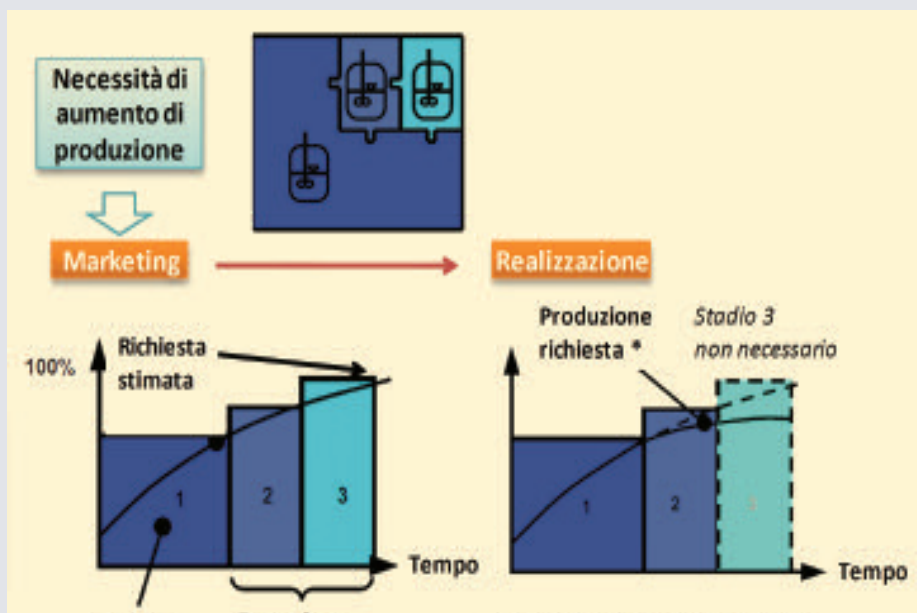 Necessità di
aumento di
produzione
Marketing
Realizzazione
100%
Richiesta
stimata
1
2
3
Tempo
Produzione
richiesta *
Stadio 3
non necessario
1
2
3
Tempo